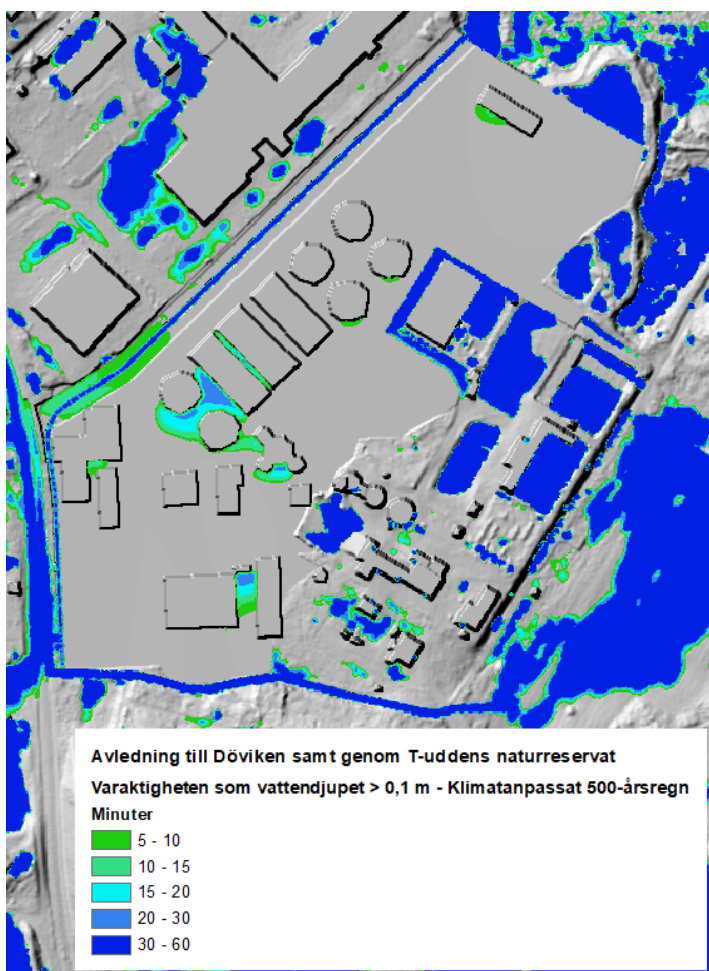 Avledning till Döviken samt genom T-uddens naturreservat
Varaktigheten som vattendjupet > 0,1 m - Klimatanpassat 500-årsregn
Minuter
5 - 10
10 - 15
15 - 20
20 - 30
30 - 60